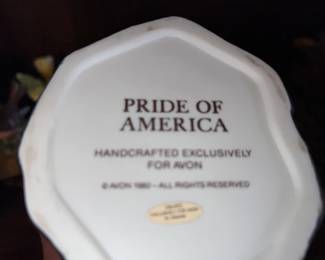 PRIDE OF
AMERICA
HANDCRAFTED EXCLUSIVELY
FOR AVON
© AVON 1982 – ALL RIGHTS RESERVED